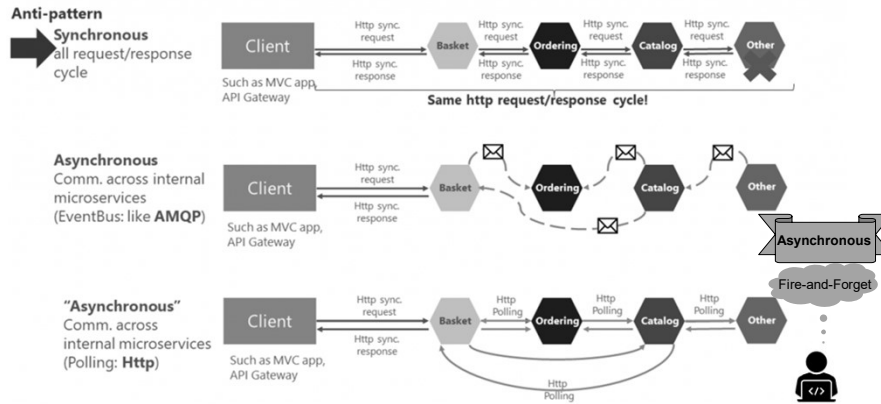 Anti-pattern
Synchronous
all request/response
cycle
Client
Such as MVC app,
API Gateway
Http sync.
request
Http sync.
response
Basket
Http sync.
request
Http sync.
response
Ordering
Http sync.
request
Http sync.
response
Catalog
Http sync.
request
Http sync.
response
Other
Same http request/response cycle!
Asynchronous
Comm. across internal
microservices
(EventBus: like AMQP)
Client
Such as MVC app,
API Gateway
Http sync.
request
Http sync.
response
Basket
Ordering
Catalog
Other
Asynchronous
Fire-and-Forget
"Asynchronous"
Comm. across
internal microservices
(Polling: Http)
Client
Such as MVC app,
API Gateway
Http sync.
request
Http sync.
response
Basket
Http
Polling
Ordering
Http
Polling
Catalog
Http
Polling
Other
Http
Polling